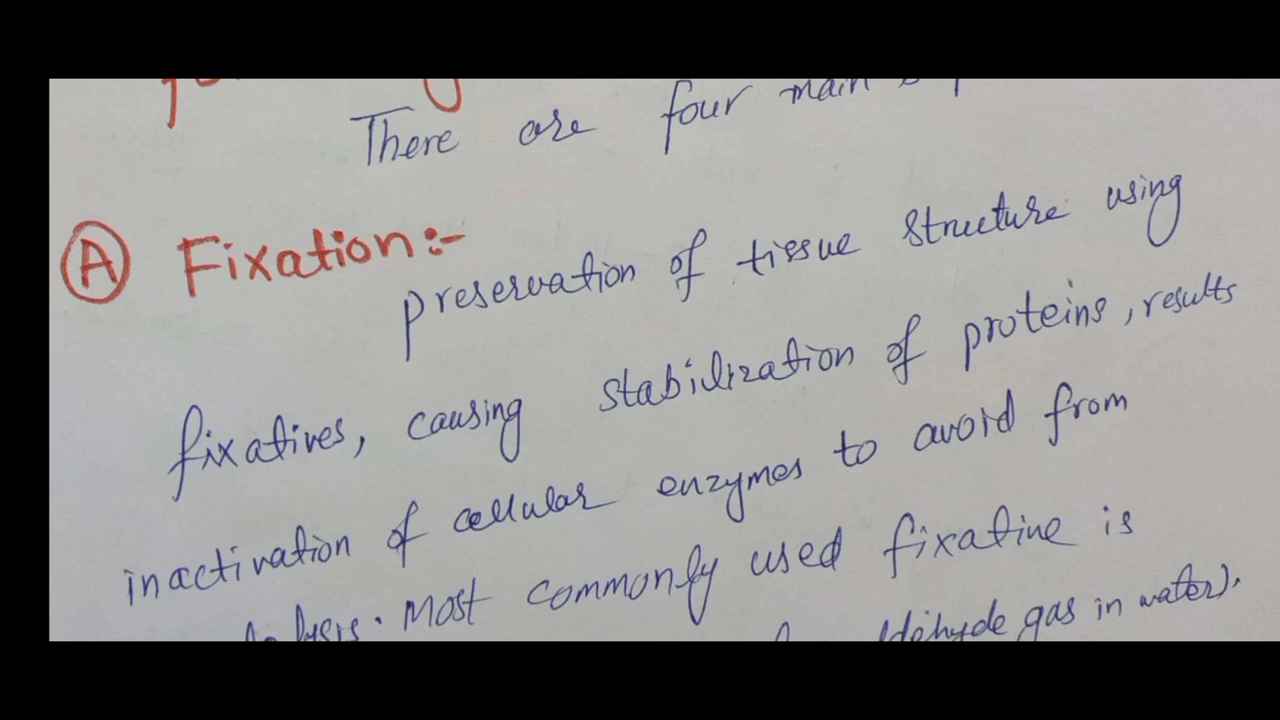 There are four main
Ⓐ Fixation:-
preservation of tissue structure using
fixatives, causing stabilization of proteins, results
inactivation of cellular enzymes to avoid from
Most commonly used fixative is
gas in water).